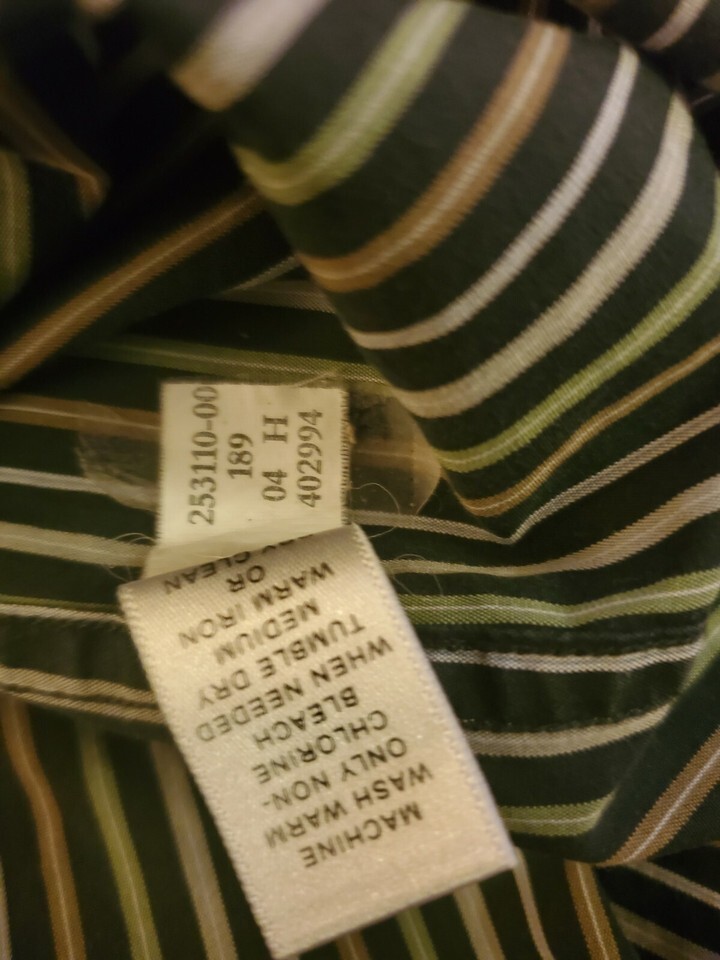 253110-00
189
04 H
402994
MACHINE
WASH WARM
ONLY NON-
CHLORINE
BLEACH
WHEN NEEDED
TUMBLE DRY
MEDIUM
WARM IRON
OR
CLEAN